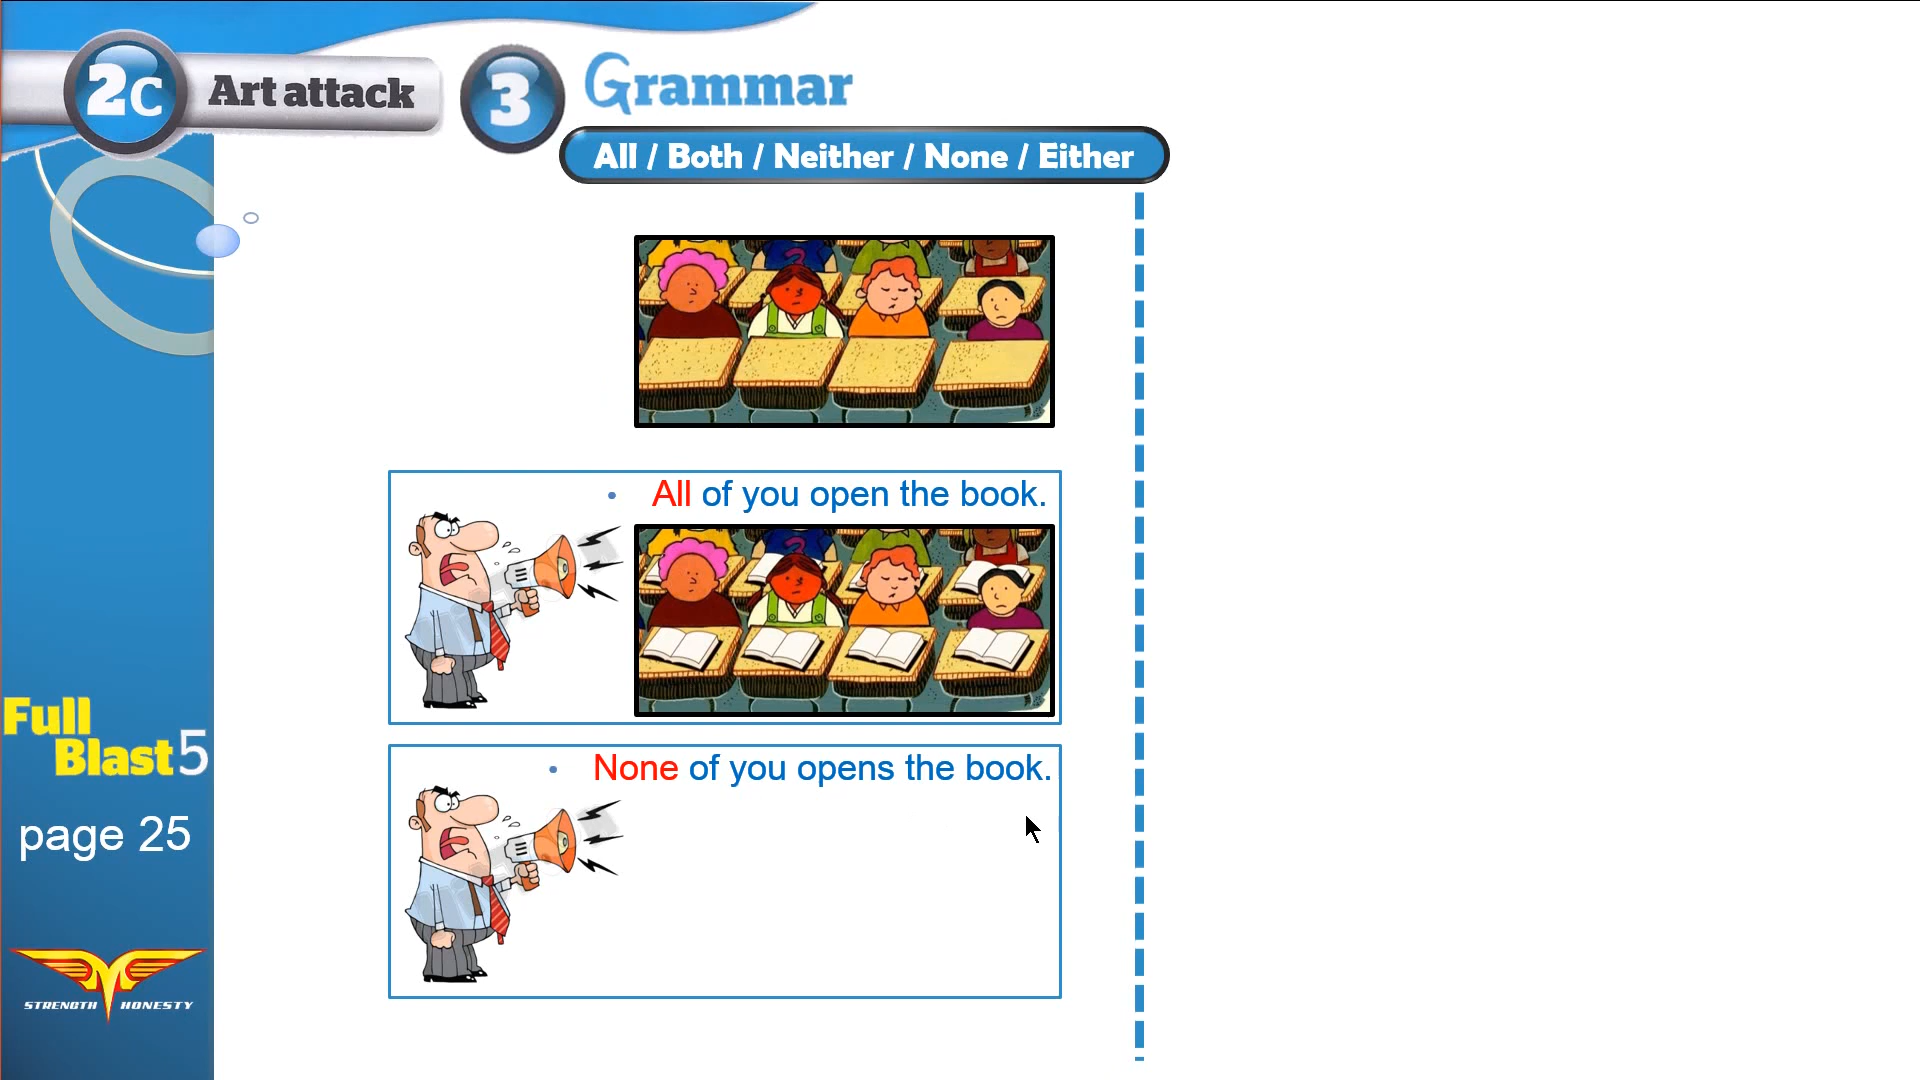 2C Art attack
3 Grammar
All / Both / Neither / None / Either
• All of you open the book.
• None of you opens the book.
Full
Blast 5
page 25
STRENGTH HONESTY